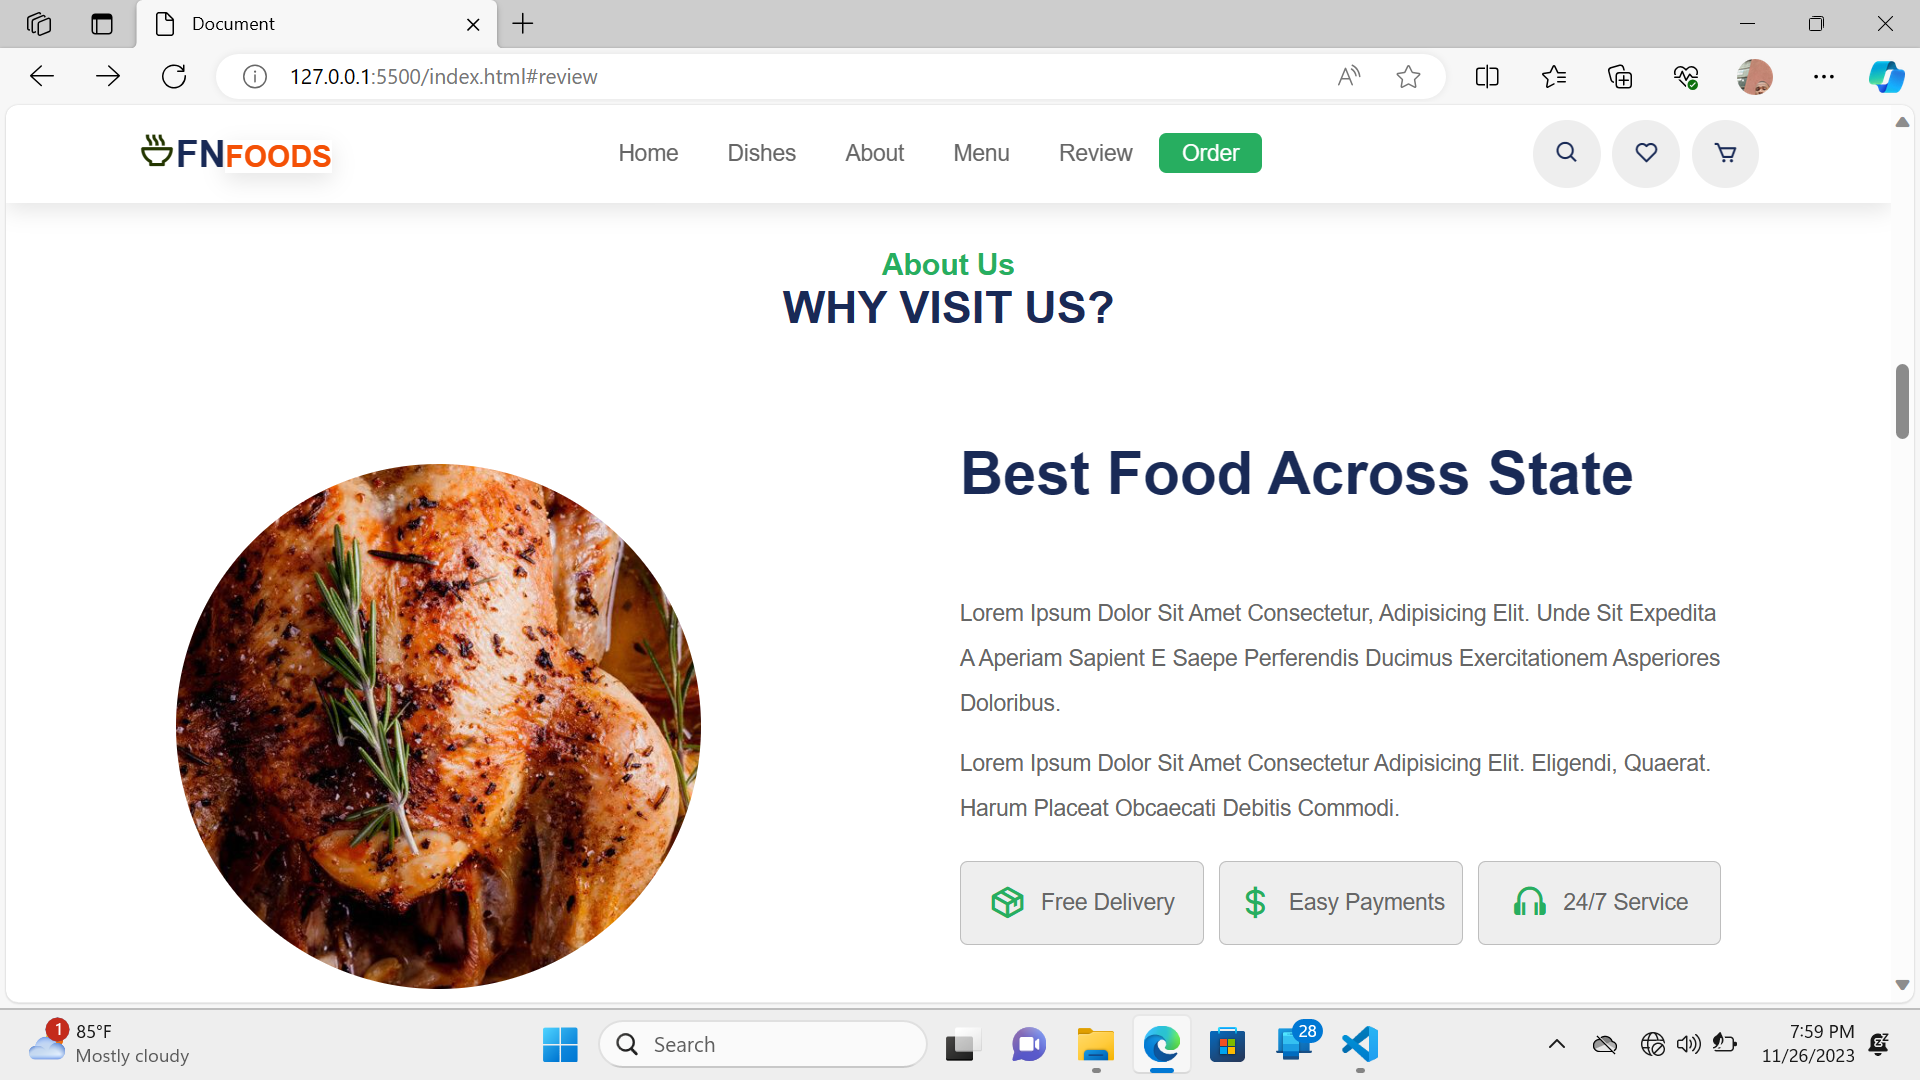 Document
127.0.0.1:5500/index.html#review
FNFOODS
Home Dishes About Menu Review Order
About Us
WHY VISIT US?
Best Food Across State
Lorem Ipsum Dolor Sit Amet Consectetur, Adipisicing Elit. Unde Sit Expedita
A Aperiam Sapient E Saepe Perferendis Ducimus Exercitationem Asperiores
Doloribus.
Lorem Ipsum Dolor Sit Amet Consectetur Adipisicing Elit. Eligendi, Quaerat.
Harum Placeat Obcaecati Debitis Commodi.
Free Delivery Easy Payments 24/7 Service
1
85°F
Mostly cloudy
Search
28
7:59 PM
11/26/2023